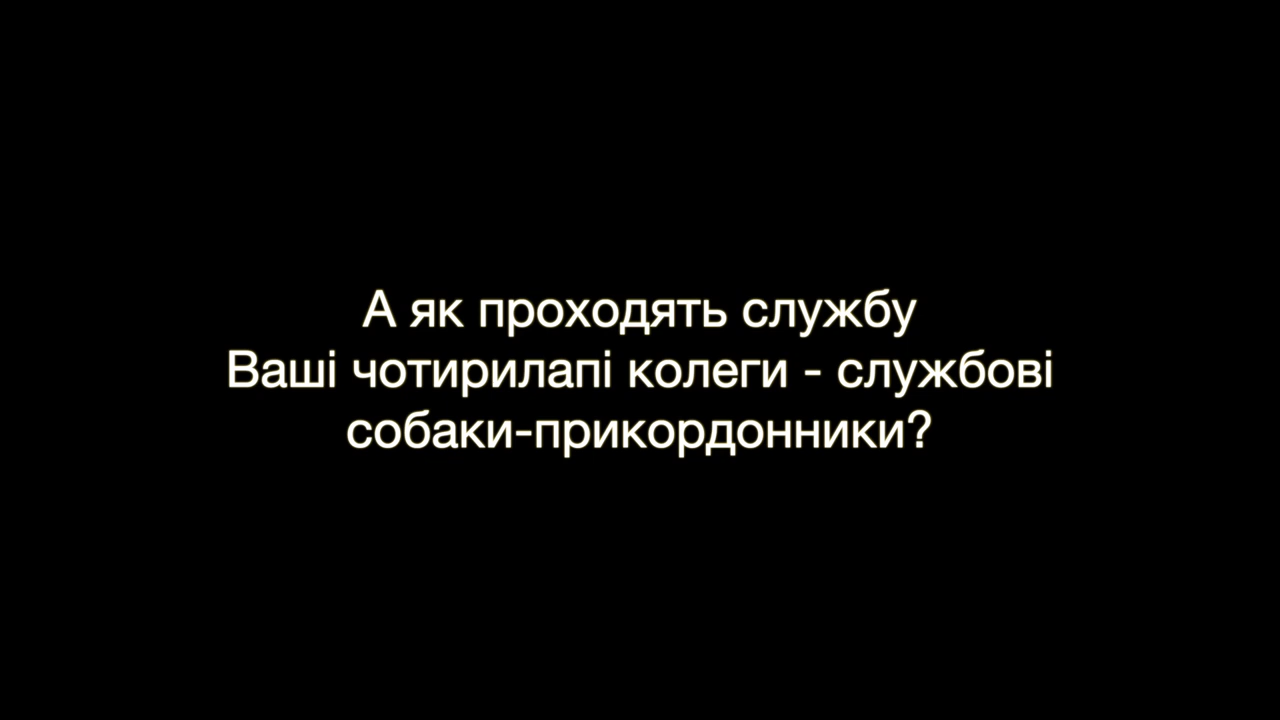 А як проходять службу
Ваші чотирилапі колеги - службові
собаки-прикордонники?